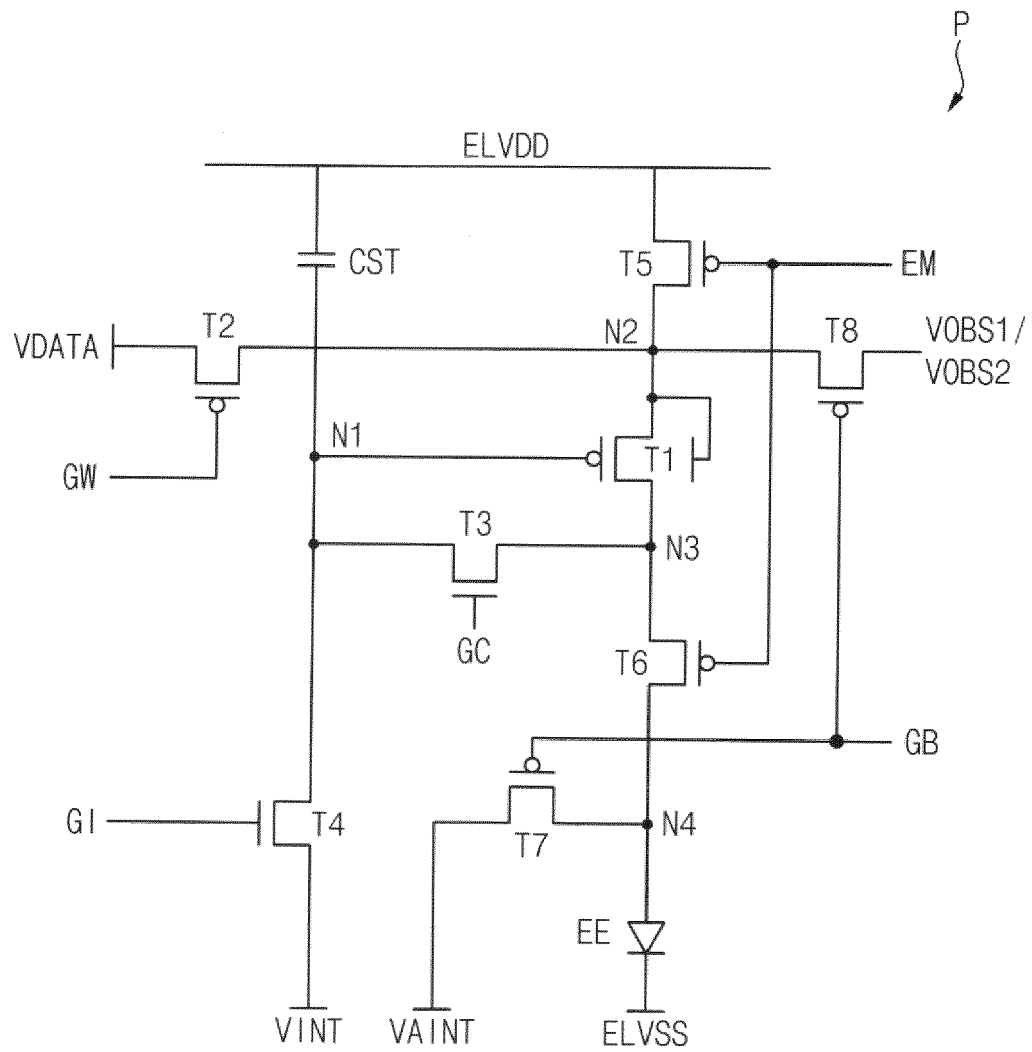 P
ELVDD
CST
T5
EM
T2
N2
T8
VDATA
VOBS1/
VOBS2
N1
T1
GW
T3
N3
GC
T6
GB
GI
T4
T7
N4
EE
VINT
VAINT
ELVSS